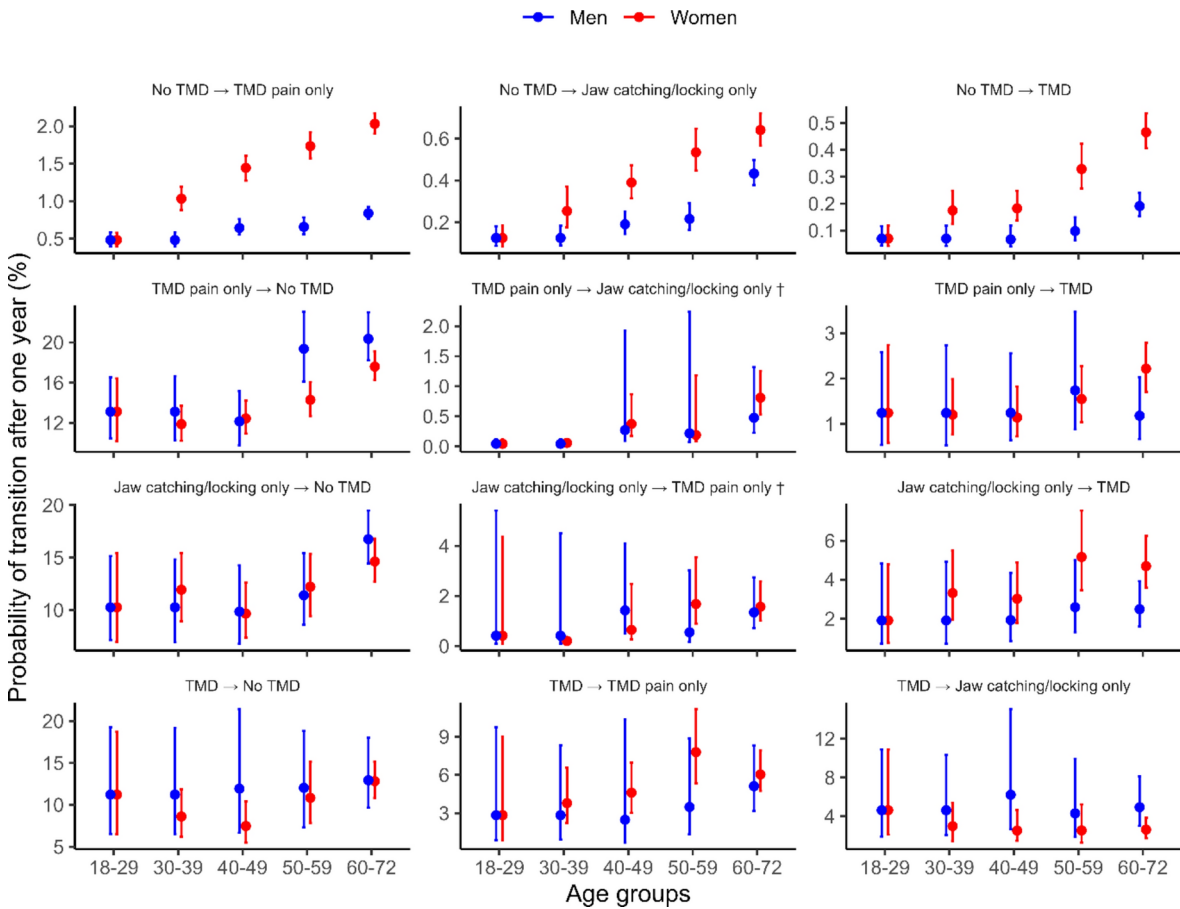 Men Women
No TMD → TMD pain only
No TMD → Jaw catching/locking only
No TMD → TMD
2.0
1.5
1.0
0.5
0.6
0.4
0.2
0.5
0.4
0.3
0.2
0.1
TMD pain only → No TMD
TMD pain only → Jaw catching/locking only †
TMD pain only → TMD
20
16
12
2.0
1.5
1.0
0.5
0.0
3
2
1
Jaw catching/locking only → No TMD
Jaw catching/locking only → TMD pain only †
Jaw catching/locking only → TMD
20
15
10
4
2
0
6
4
2
TMD → No TMD
TMD → TMD pain only
TMD → Jaw catching/locking only
20
15
10
5
9
6
3
12
8
4
18-29 30-39 40-49 50-59 60-72
18-29 30-39 40-49 50-59 60-72
18-29 30-39 40-49 50-59 60-72
Age groups
Probability of transition after one year (%)